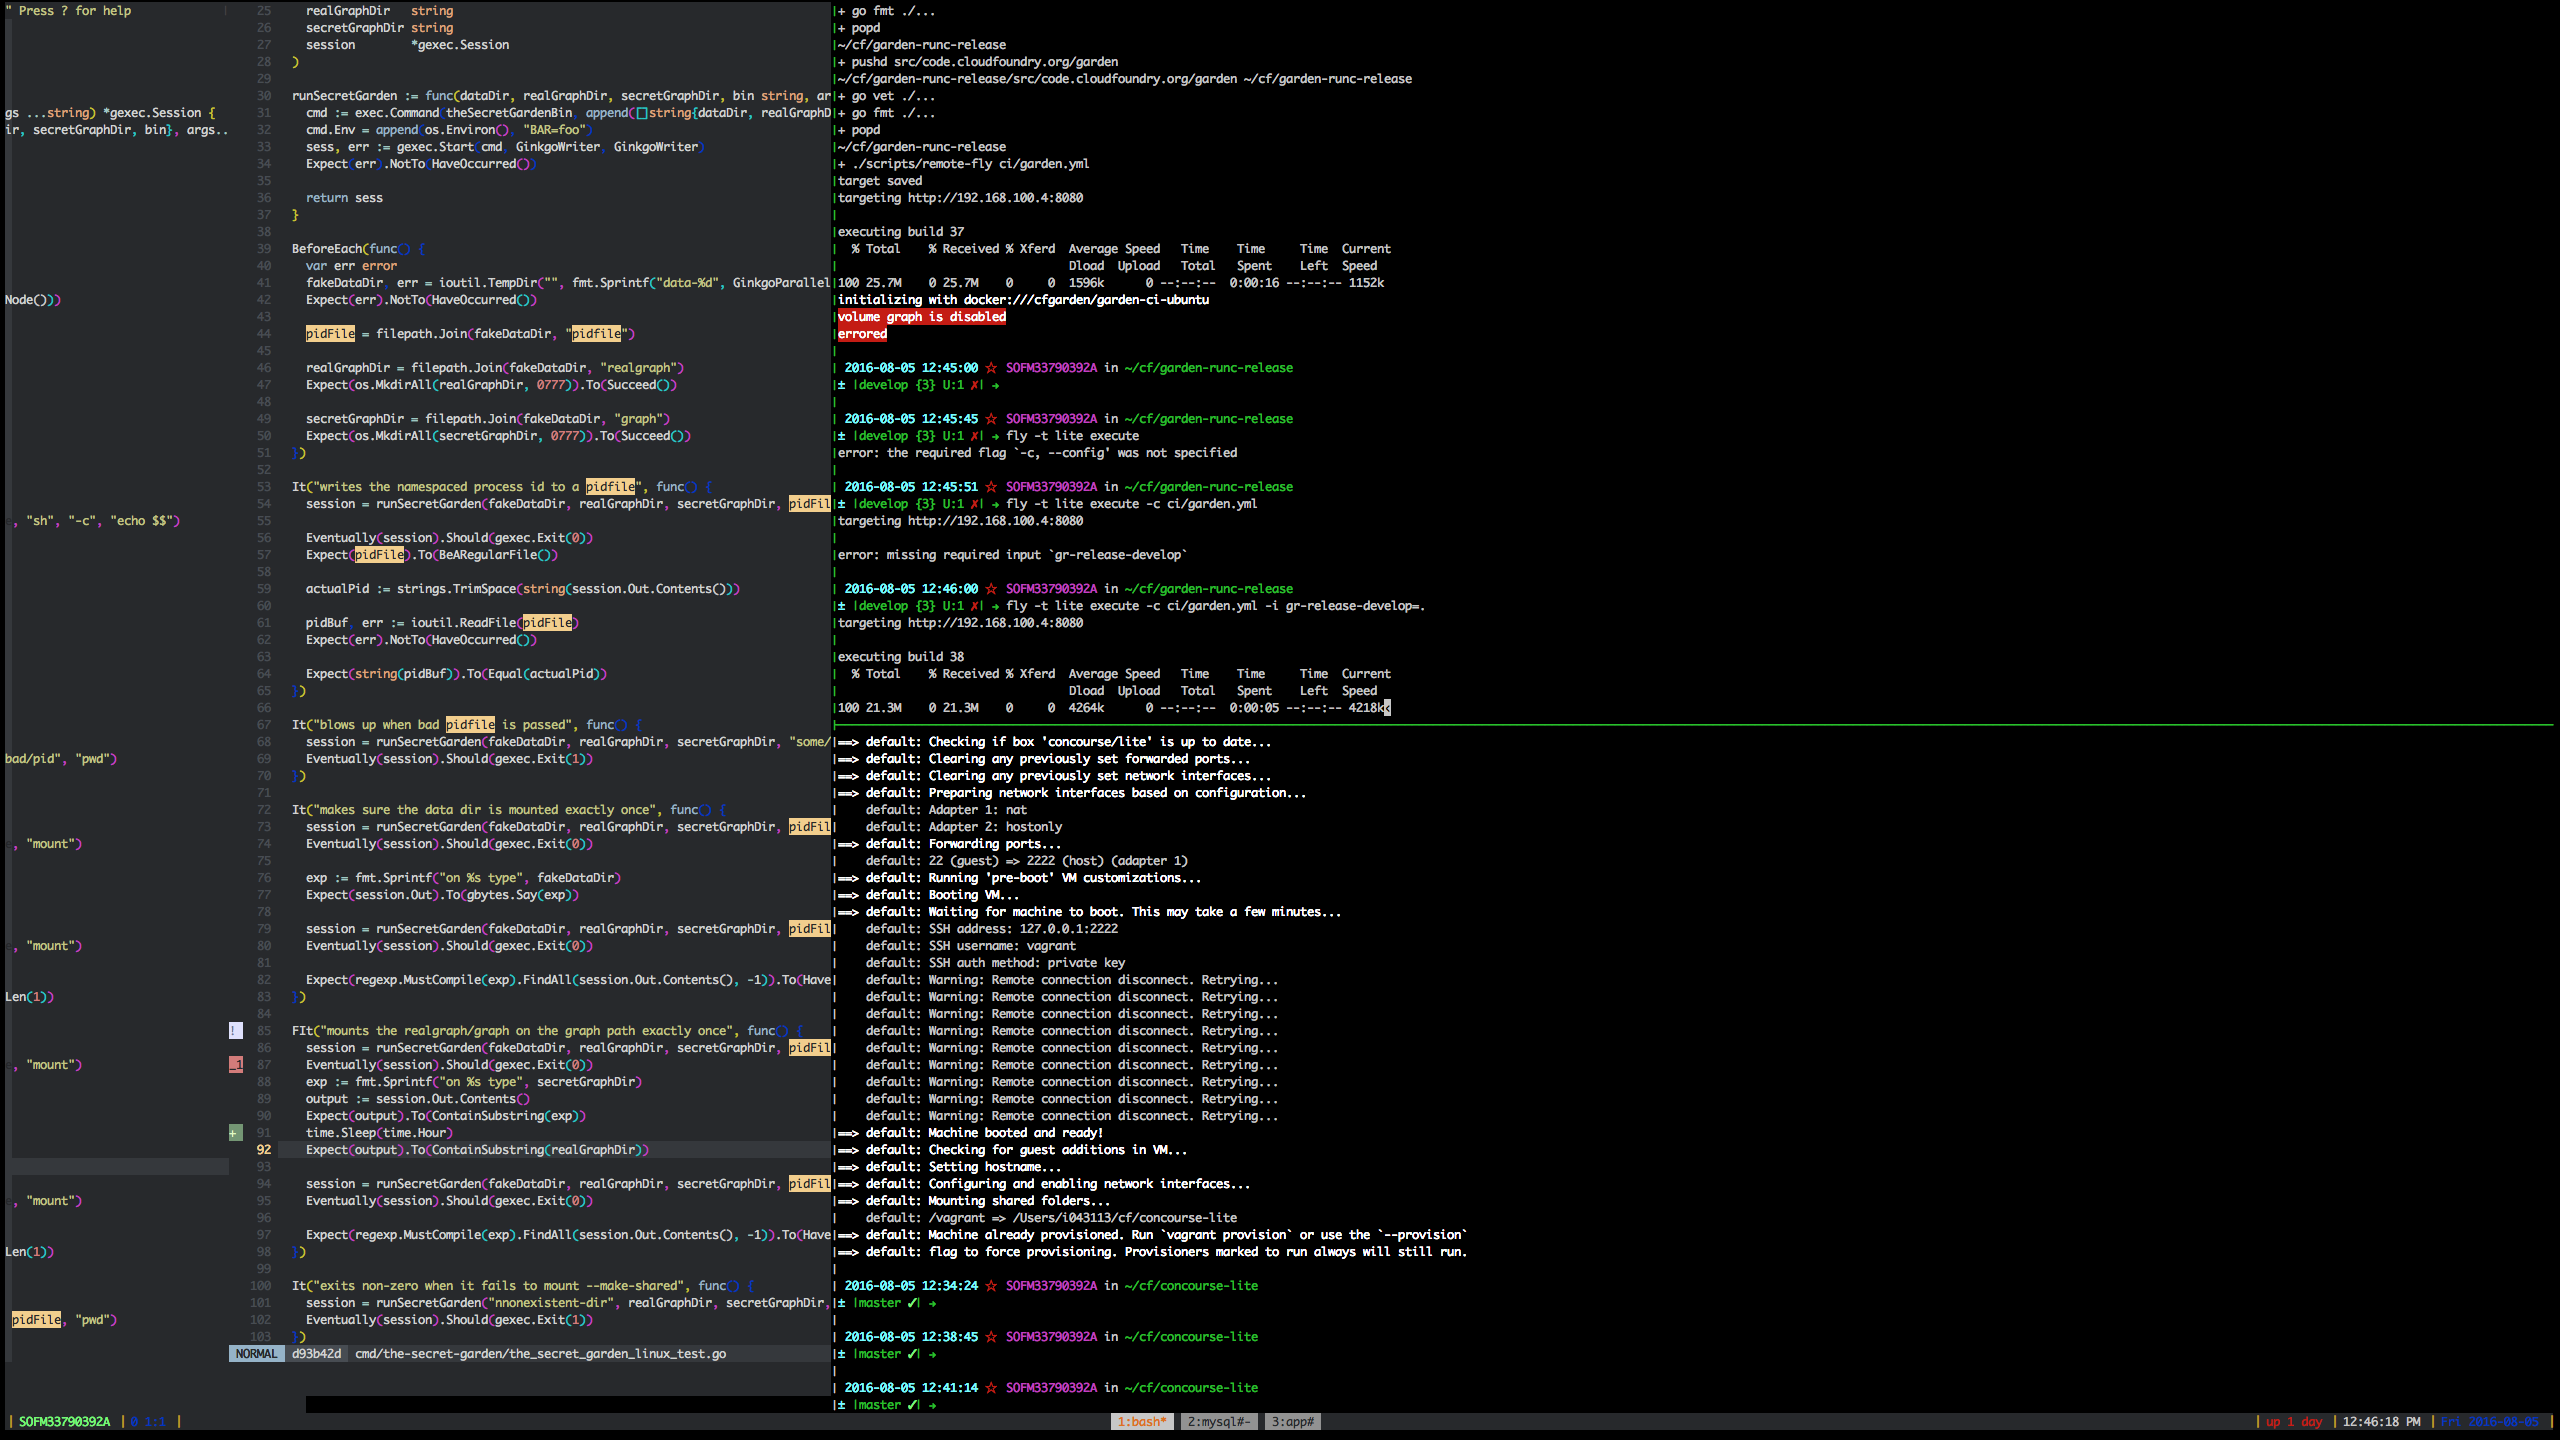 " Press ? for help
gs ...string) *gexec.Session {
ir, secretGraphDir, bin}, args..
Node()))
, "sh", "-c", "echo $$")
bad/pid", "pwd")
, "mount")
, "mount")
Len(1))
, "mount")
, "mount")
Len(1))
pidFile, "pwd")
25 realGraphDir string
26 secretGraphDir string
27 session *gexec.Session
28 )
29
30 runSecretGarden := func(dataDir, realGraphDir, secretGraphDir, bin string, ar
31 cmd := exec.Command(theSecretGardenBin, append([]string{dataDir, realGraphD
32 cmd.Env = append(os.Environ(), "BAR=foo")
33 sess, err := gexec.Start(cmd, GinkgoWriter, GinkgoWriter)
34 Expect(err).NotTo(HaveOccurred())
35
36 return sess
37 }
38
39 BeforeEach(func() {
40 var err error
41 fakeDataDir, err = ioutil.TempDir("", fmt.Sprintf("data-%d", GinkgoParallel
42 Expect(err).NotTo(HaveOccurred())
43
44 pidFile = filepath.Join(fakeDataDir, "pidfile")
45
46 realGraphDir = filepath.Join(fakeDataDir, "realgraph")
47 Expect(os.MkdirAll(realGraphDir, 0777)).To(Succeed())
48
49 secretGraphDir = filepath.Join(fakeDataDir, "graph")
50 Expect(os.MkdirAll(secretGraphDir, 0777)).To(Succeed())
51 })
52
53 It("writes the namespaced process id to a pidfile", func() {
54 session = runSecretGarden(fakeDataDir, realGraphDir, secretGraphDir, pidFil
55
56 Eventually(session).Should(gexec.Exit(0))
57 Expect(pidFile).To(BeARegularFile())
58
59 actualPid := strings.TrimSpace(string(session.Out.Contents()))
60
61 pidBuf, err := ioutil.ReadFile(pidFile)
62 Expect(err).NotTo(HaveOccurred())
63
64 Expect(string(pidBuf)).To(Equal(actualPid))
65 })
66
67 It("blows up when bad pidfile is passed", func() {
68 session = runSecretGarden(fakeDataDir, realGraphDir, secretGraphDir, "some/
69 Eventually(session).Should(gexec.Exit(1))
70 })
71
72 It("makes sure the data dir is mounted exactly once", func() {
73 session = runSecretGarden(fakeDataDir, realGraphDir, secretGraphDir, pidFil
74 Eventually(session).Should(gexec.Exit(0))
75
76 exp := fmt.Sprintf("on %s type", fakeDataDir)
77 Expect(session.Out).To(gbytes.Say(exp))
78
79 session = runSecretGarden(fakeDataDir, realGraphDir, secretGraphDir, pidFil
80 Eventually(session).Should(gexec.Exit(0))
81
82 Expect(regexp.MustCompile(exp).FindAll(session.Out.Contents(), -1)).To(Have
83 })
84
! 85 FIt("mounts the realgraph/graph on the graph path exactly once", func() {
86 session = runSecretGarden(fakeDataDir, realGraphDir, secretGraphDir, pidFil
_1 87 Eventually(session).Should(gexec.Exit(0))
88 exp := fmt.Sprintf("on %s type", secretGraphDir)
89 output := session.Out.Contents()
90 Expect(output).To(ContainSubstring(exp))
+ 91 time.Sleep(time.Hour)
92 Expect(output).To(ContainSubstring(realGraphDir))
93
94 session = runSecretGarden(fakeDataDir, realGraphDir, secretGraphDir, pidFil
95 Eventually(session).Should(gexec.Exit(0))
96
97 Expect(regexp.MustCompile(exp).FindAll(session.Out.Contents(), -1)).To(Have
98 })
99
100 It("exits non-zero when it fails to mount --make-shared", func() {
101 session = runSecretGarden("nnonexistent-dir", realGraphDir, secretGraphDir,
102 Eventually(session).Should(gexec.Exit(1))
103 })
NORMAL d93b42d cmd/the-secret-garden/the_secret_garden_linux_test.go
+ go fmt ./...
+ popd
~/cf/garden-runc-release
+ pushd src/code.cloudfoundry.org/garden
~/cf/garden-runc-release/src/code.cloudfoundry.org/garden ~/cf/garden-runc-release
+ go vet ./...
+ go fmt ./...
+ popd
~/cf/garden-runc-release
+ ./scripts/remote-fly ci/garden.yml
target saved
targeting http://192.168.100.4:8080
executing build 37
% Total % Received % Xferd Average Speed Time Time Time Current
Dload Upload Total Spent Left Speed
100 25.7M 0 25.7M 0 0 1596k 0 --:--:-- 0:00:16 --:--:-- 1152k
initializing with docker:///cfgarden/garden-ci-ubuntu
volume graph is disabled
errored
2016-08-05 12:45:00 ☆ SOFM33790392A in ~/cf/garden-runc-release
± |develop {3} U:1 ✗| →
2016-08-05 12:45:45 ☆ SOFM33790392A in ~/cf/garden-runc-release
± |develop {3} U:1 ✗| → fly -t lite execute
error: the required flag `-c, --config' was not specified
2016-08-05 12:45:51 ☆ SOFM33790392A in ~/cf/garden-runc-release
± |develop {3} U:1 ✗| → fly -t lite execute -c ci/garden.yml
targeting http://192.168.100.4:8080
error: missing required input `gr-release-develop`
2016-08-05 12:46:00 ☆ SOFM33790392A in ~/cf/garden-runc-release
± |develop {3} U:1 ✗| → fly -t lite execute -c ci/garden.yml -i gr-release-develop=.
targeting http://192.168.100.4:8080
executing build 38
% Total % Received % Xferd Average Speed Time Time Time Current
Dload Upload Total Spent Left Speed
100 21.3M 0 21.3M 0 0 4264k 0 --:--:-- 0:00:05 --:--:-- 4218k<
==> default: Checking if box 'concourse/lite' is up to date...
==> default: Clearing any previously set forwarded ports...
==> default: Clearing any previously set network interfaces...
==> default: Preparing network interfaces based on configuration...
default: Adapter 1: nat
default: Adapter 2: hostonly
==> default: Forwarding ports...
default: 22 (guest) => 2222 (host) (adapter 1)
==> default: Running 'pre-boot' VM customizations...
==> default: Booting VM...
==> default: Waiting for machine to boot. This may take a few minutes...
default: SSH address: 127.0.0.1:2222
default: SSH username: vagrant
default: SSH auth method: private key
default: Warning: Remote connection disconnect. Retrying...
default: Warning: Remote connection disconnect. Retrying...
default: Warning: Remote connection disconnect. Retrying...
default: Warning: Remote connection disconnect. Retrying...
default: Warning: Remote connection disconnect. Retrying...
default: Warning: Remote connection disconnect. Retrying...
default: Warning: Remote connection disconnect. Retrying...
default: Warning: Remote connection disconnect. Retrying...
default: Warning: Remote connection disconnect. Retrying...
==> default: Machine booted and ready!
==> default: Checking for guest additions in VM...
==> default: Setting hostname...
==> default: Configuring and enabling network interfaces...
==> default: Mounting shared folders...
default: /vagrant => /Users/i043113/cf/concourse-lite
==> default: Machine already provisioned. Run `vagrant provision` or use the `--provision`
==> default: flag to force provisioning. Provisioners marked to run always will still run.
2016-08-05 12:34:24 ☆ SOFM33790392A in ~/cf/concourse-lite
± |master ✓| →
2016-08-05 12:38:45 ☆ SOFM33790392A in ~/cf/concourse-lite
± |master ✓| →
2016-08-05 12:41:14 ☆ SOFM33790392A in ~/cf/concourse-lite
± |master ✓| →
| SOFM33790392A | 0 1:1 | 1:bash* 2:mysql#- 3:app# | up 1 day | 12:46:18 PM | Fri 2016-08-05 |